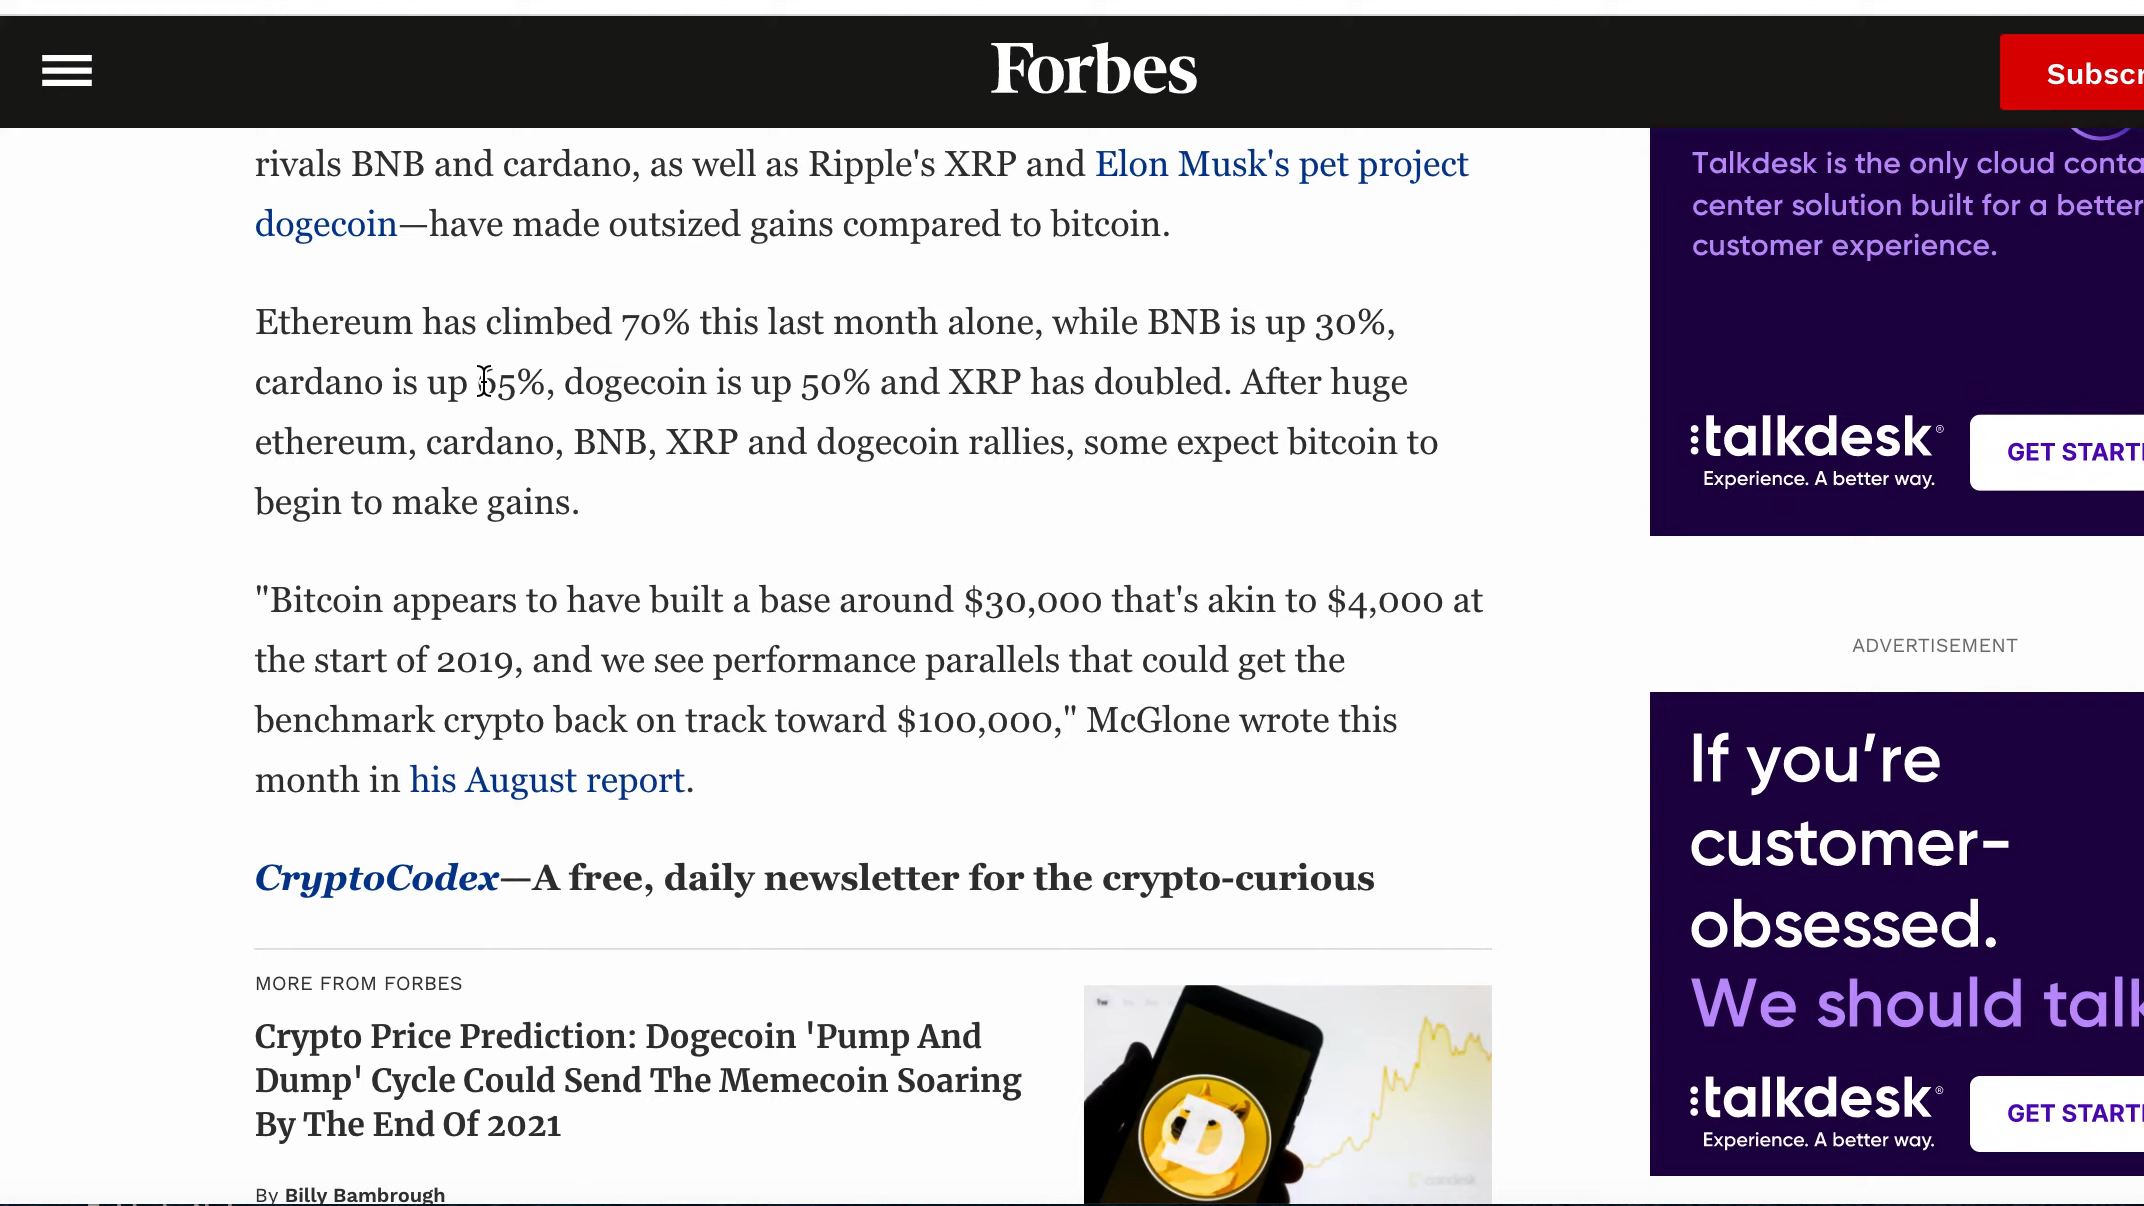 Forbes
Subscr
rivals BNB and cardano, as well as Ripple's XRP and Elon Musk's pet project
dogecoin—have made outsized gains compared to bitcoin.
Ethereum has climbed 70% this last month alone, while BNB is up 30%,
cardano is up 65%, dogecoin is up 50% and XRP has doubled. After huge
ethereum, cardano, BNB, XRP and dogecoin rallies, some expect bitcoin to
begin to make gains.
"Bitcoin appears to have built a base around $30,000 that's akin to $4,000 at
the start of 2019, and we see performance parallels that could get the
benchmark crypto back on track toward $100,000," McGlone wrote this
month in his August report.
CryptoCodex—A free, daily newsletter for the crypto-curious
MORE FROM FORBES
Crypto Price Prediction: Dogecoin 'Pump And
Dump' Cycle Could Send The Memecoin Soaring
By The End Of 2021
By Billy Bambrough
Talkdesk is the only cloud conta
center solution built for a better
customer experience.
:talkdesk®
Experience. A better way.
GET START
ADVERTISEMENT
If you're
customer-
obsessed.
We should talk
:talkdesk®
Experience. A better way.
GET START